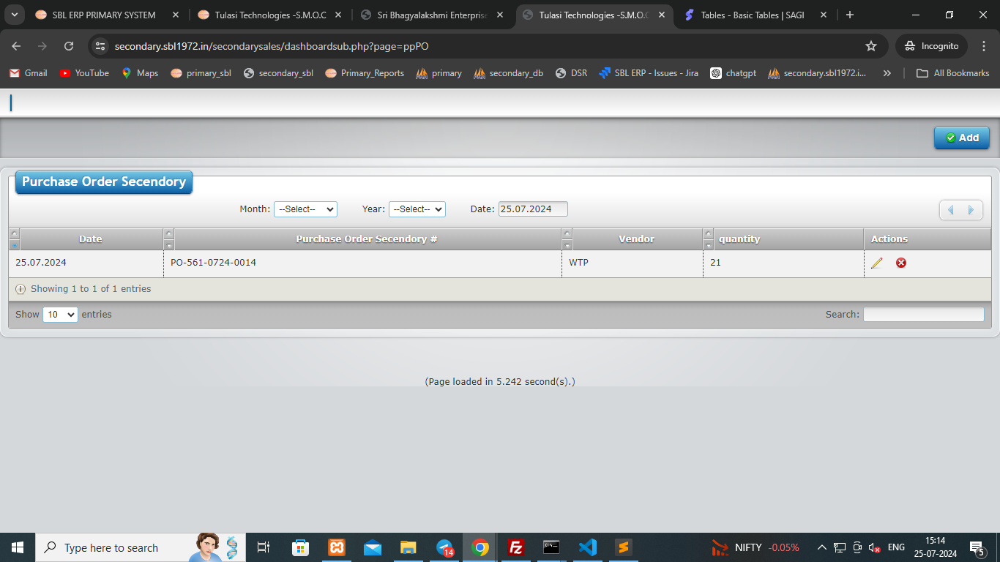 SBL ERP PRIMARY SYSTEM
Tulasi Technologies -S.M.O.C
Sri Bhagyalakshmi Enterprise
Tulasi Technologies -S.M.O.C
Tables - Basic Tables | SAGI
secondary.sbl1972.in/secondarysales/dashboardsub.php?page=ppPO
Incognito
Gmail YouTube Maps primary_sbl secondary_sbl Primary_Reports primary secondary_db DSR SBL ERP - Issues - Jira chatgpt secondary.sbl1972.i... » All Bookmarks
Add
Purchase Order Secendory
Month: --Select-- Year: --Select-- Date: 25.07.2024
Date Purchase Order Secendory # Vendor quantity Actions
25.07.2024 PO-561-0724-0014 WTP 21
Showing 1 to 1 of 1 entries
Show 10 entries Search:
(Page loaded in 5.242 second(s).)
Type here to search
14
NIFTY -0.05%
ENG
15:14
25-07-2024
5